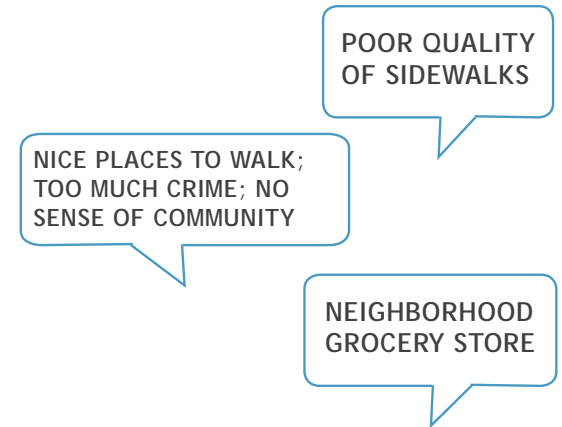 POOR QUALITY
OF SIDEWALKS
NICE PLACES TO WALK;
TOO MUCH CRIME; NO
SENSE OF COMMUNITY
NEIGHBORHOOD
GROCERY STORE